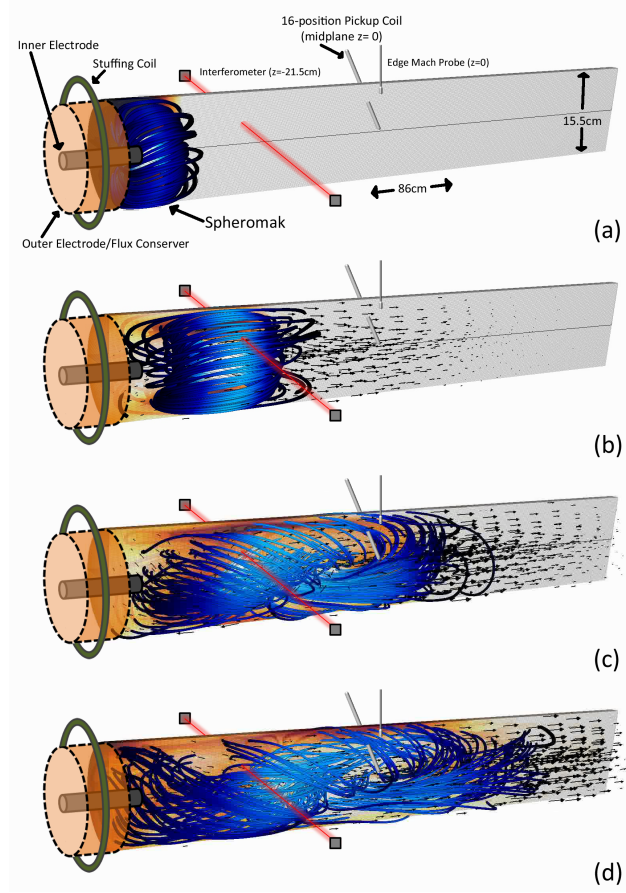 16-position Pickup Coil
(midplane z= 0)
Inner Electrode
Stuffing Coil
Interferometer (z=-21.5cm)
Edge Mach Probe (z=0)
15.5cm
86cm
Spheromak
Outer Electrode/Flux Conserver
(a)
(b)
(c)
(d)